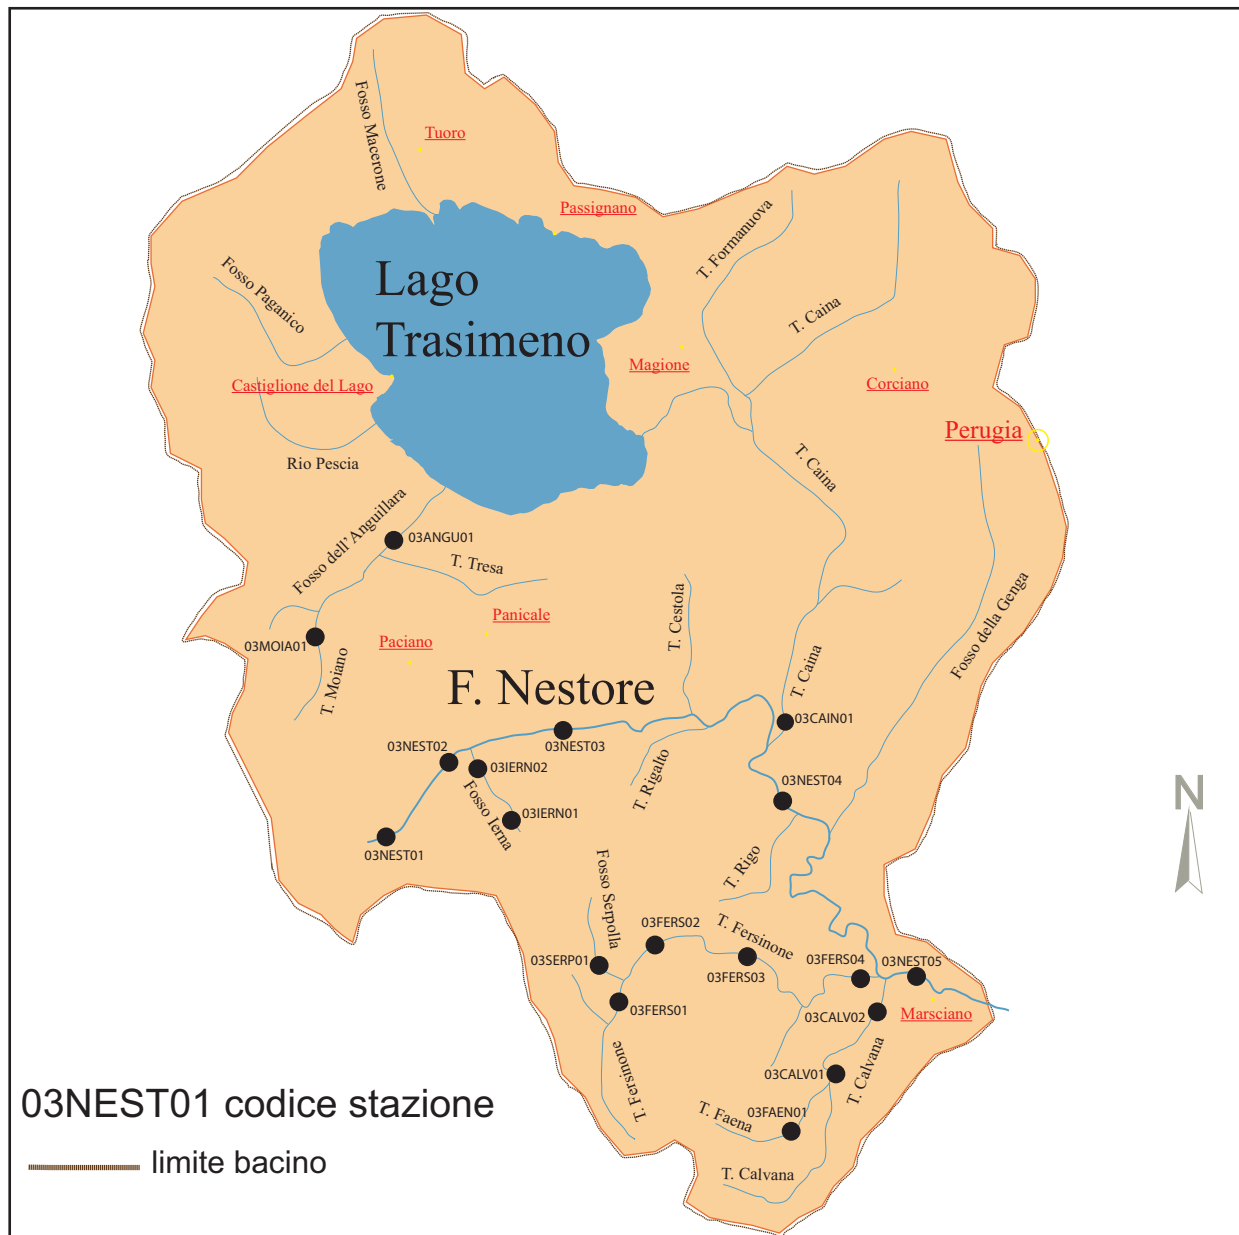 Fosso Macerone
Tuoro
Passignano
T. Formanuova
Fosso Paganico
Lago
Trasimeno
T. Caina
Magione
Castiglione del Lago
Corciano
Perugia
Rio Pescia
T. Caina
Fosso dell'Anguillara
03ANGU01
T. Tresa
Fosso della Genga
T. Cestola
Panicale
Paciano
03MOIA01
T. Moiano
F. Nestore
T. Caina
03CAIN01
03NEST02
03NEST03
03IERN02
T. Rigalto
03NEST04
Fosso Ierna
03IERN01
03NEST01
N
T. Rigo
Fosso Serpolla
03FERS02
T. Fersinone
03SERP01
03FERS03
03FERS04
03NEST05
03FERS01
03CALV02
Marsciano
T. Fersinone
03CALV01
T. Calvana
03NEST01 codice stazione
03FAEN01
T. Faena
limite bacino
T. Calvana